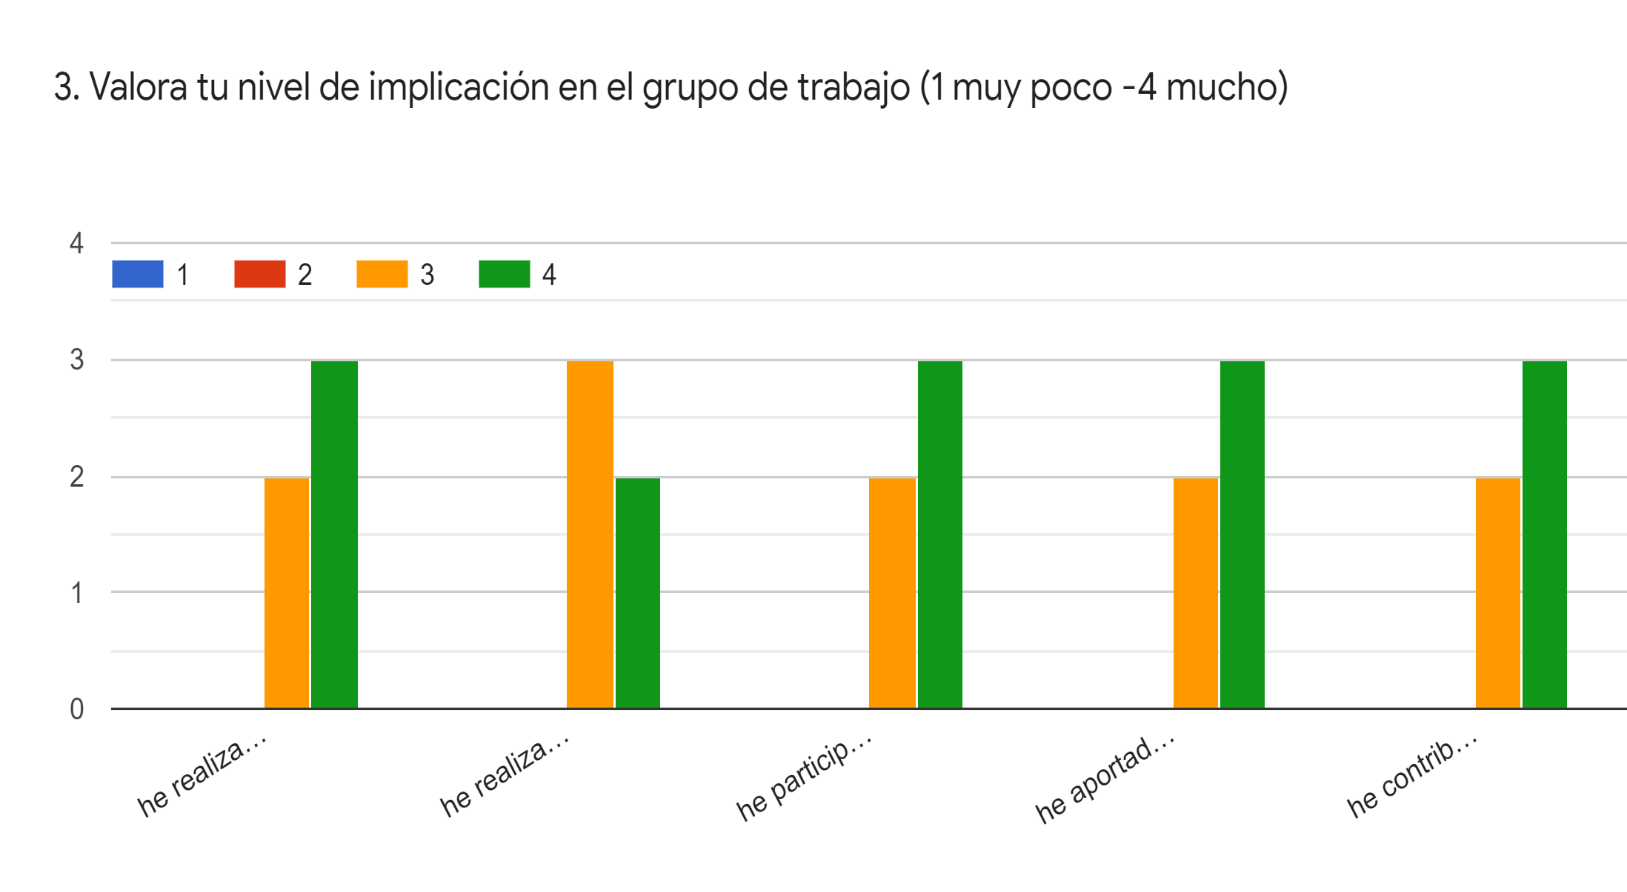 3. Valora tu nivel de implicación en el grupo de trabajo (1 muy poco -4 mucho)
4
1 2 3 4
3
2
1
0
he realiza... he realiza... he particip... he aportad... he contrib...